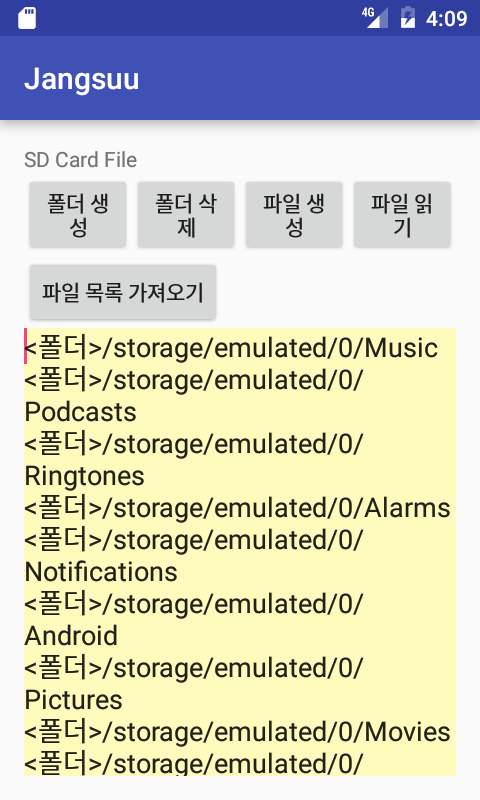 4G 4:09
Jangsuu
SD Card File
폴더 생
성
폴더 삭
제
파일 생
성
파일 읽
기
파일 목록 가져오기
<폴더>/storage/emulated/0/Music
<폴더>/storage/emulated/0/
Podcasts
<폴더>/storage/emulated/0/
Ringtones
<폴더>/storage/emulated/0/Alarms
<폴더>/storage/emulated/0/
Notifications
<폴더>/storage/emulated/0/
Android
<폴더>/storage/emulated/0/
Pictures
<폴더>/storage/emulated/0/Movies
<폴더>/storage/emulated/0/